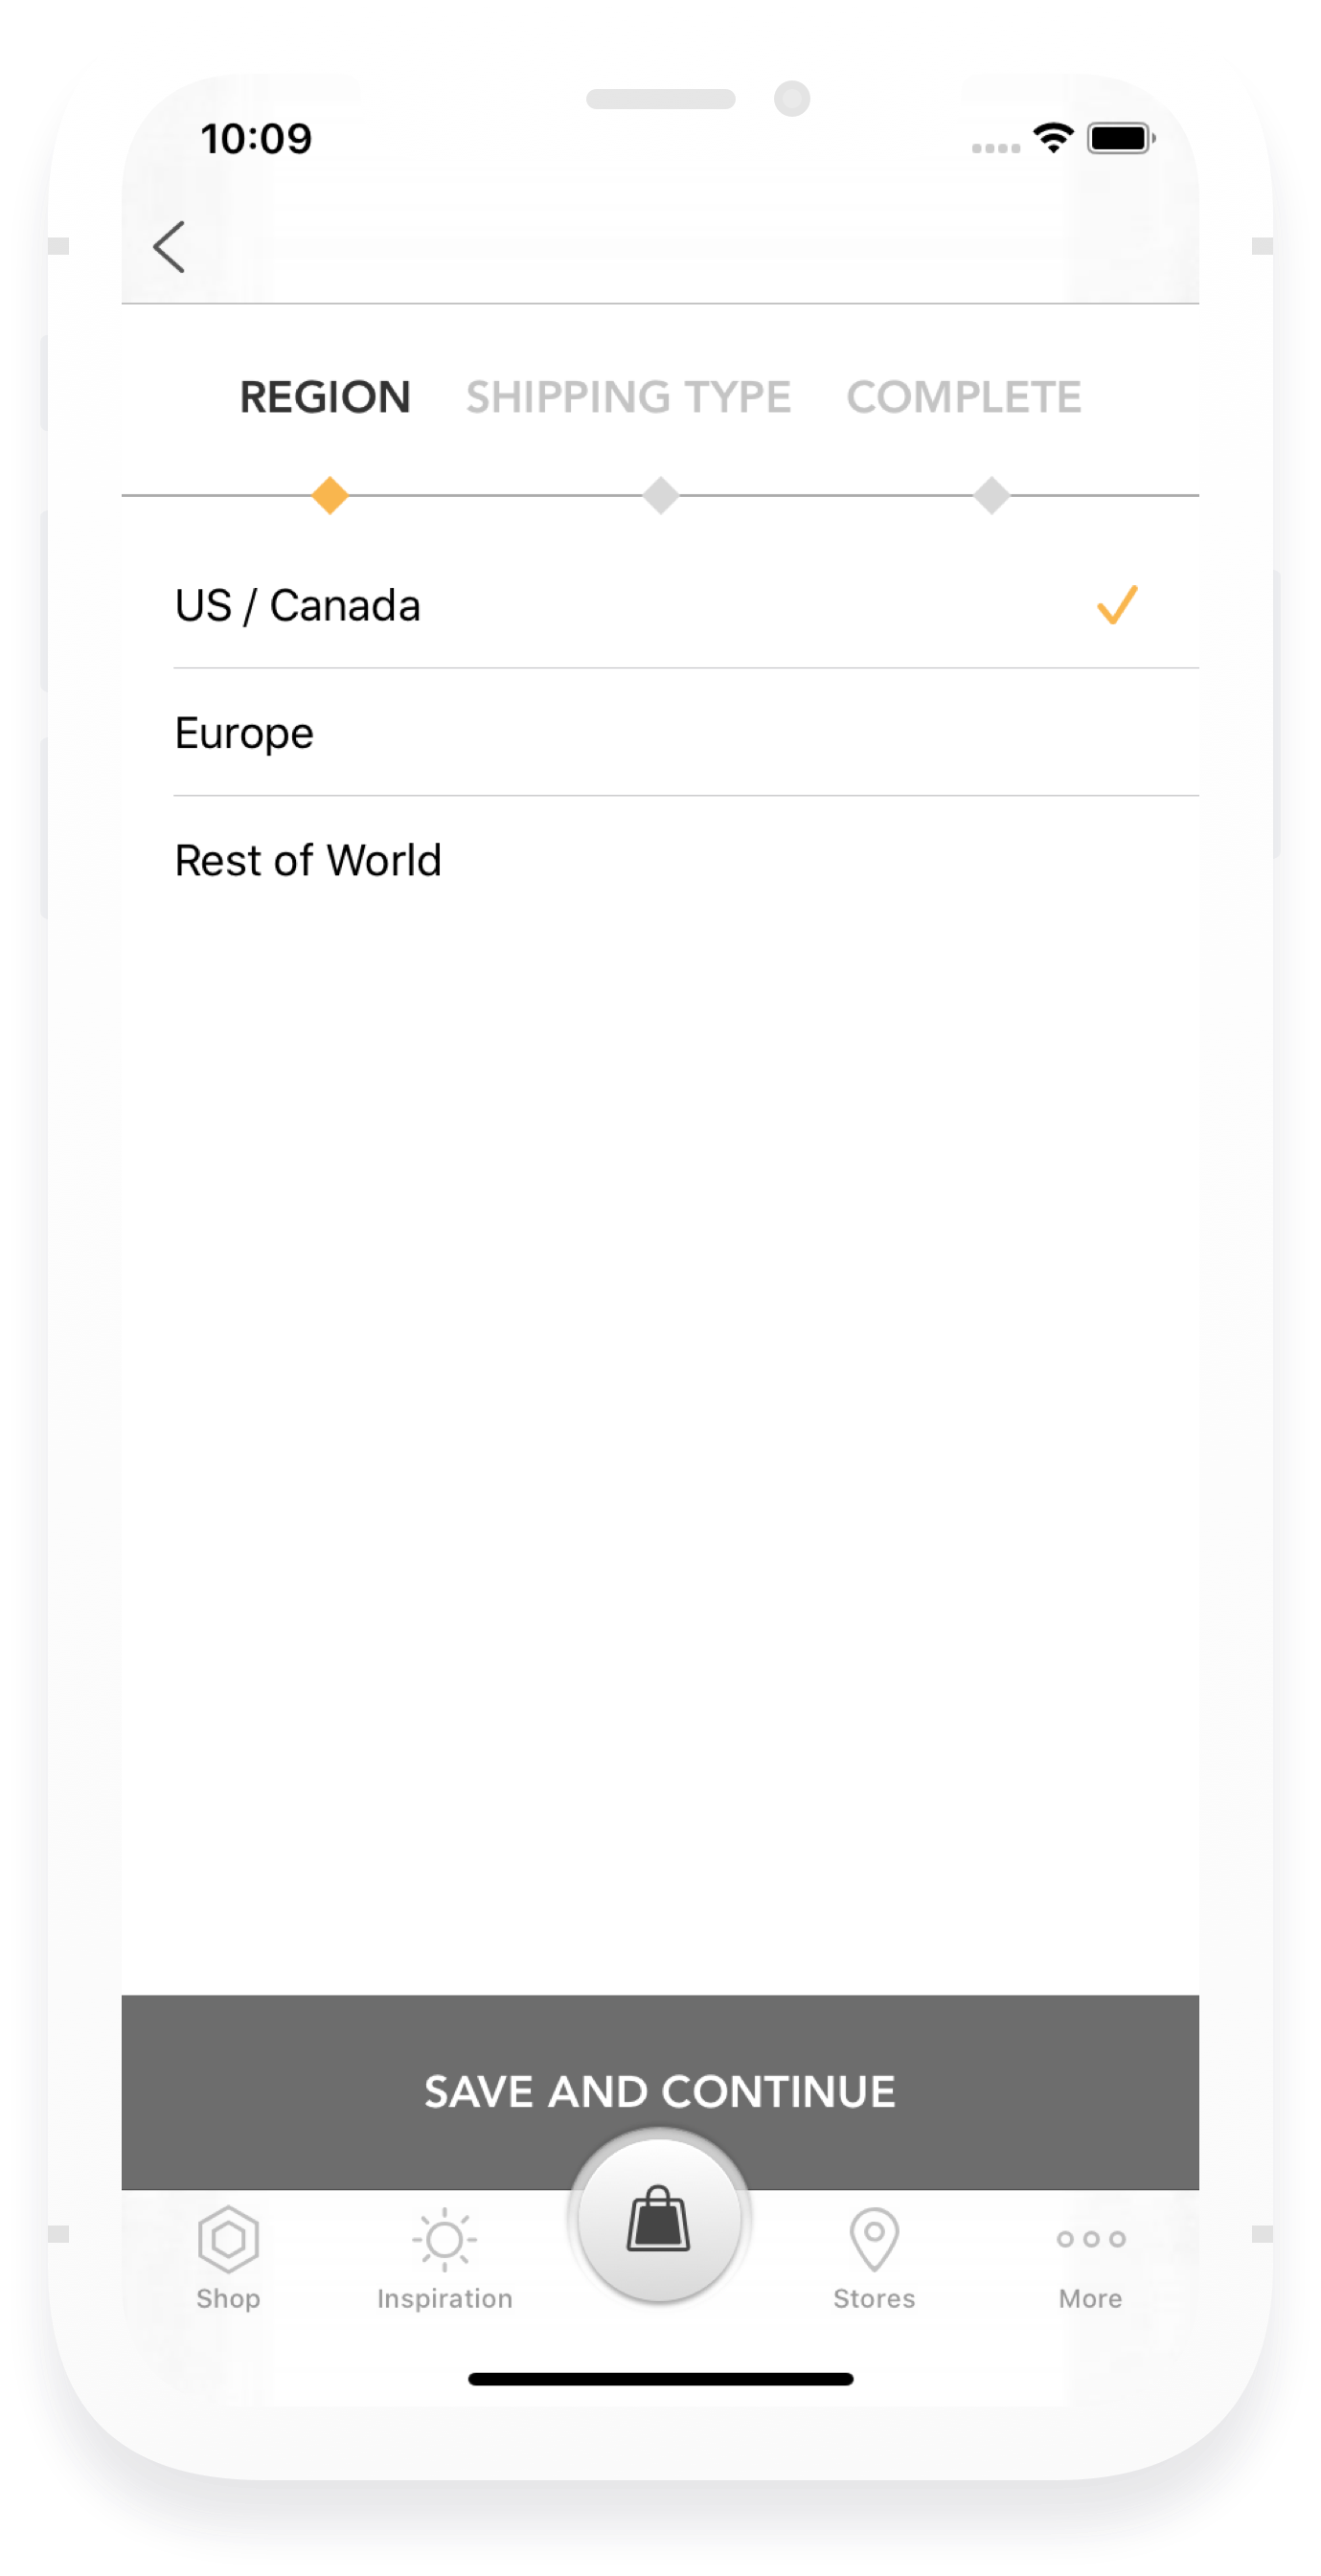 10:09
REGION SHIPPING TYPE COMPLETE
US / Canada
Europe
Rest of World
SAVE AND CONTINUE
Shop Inspiration Stores More